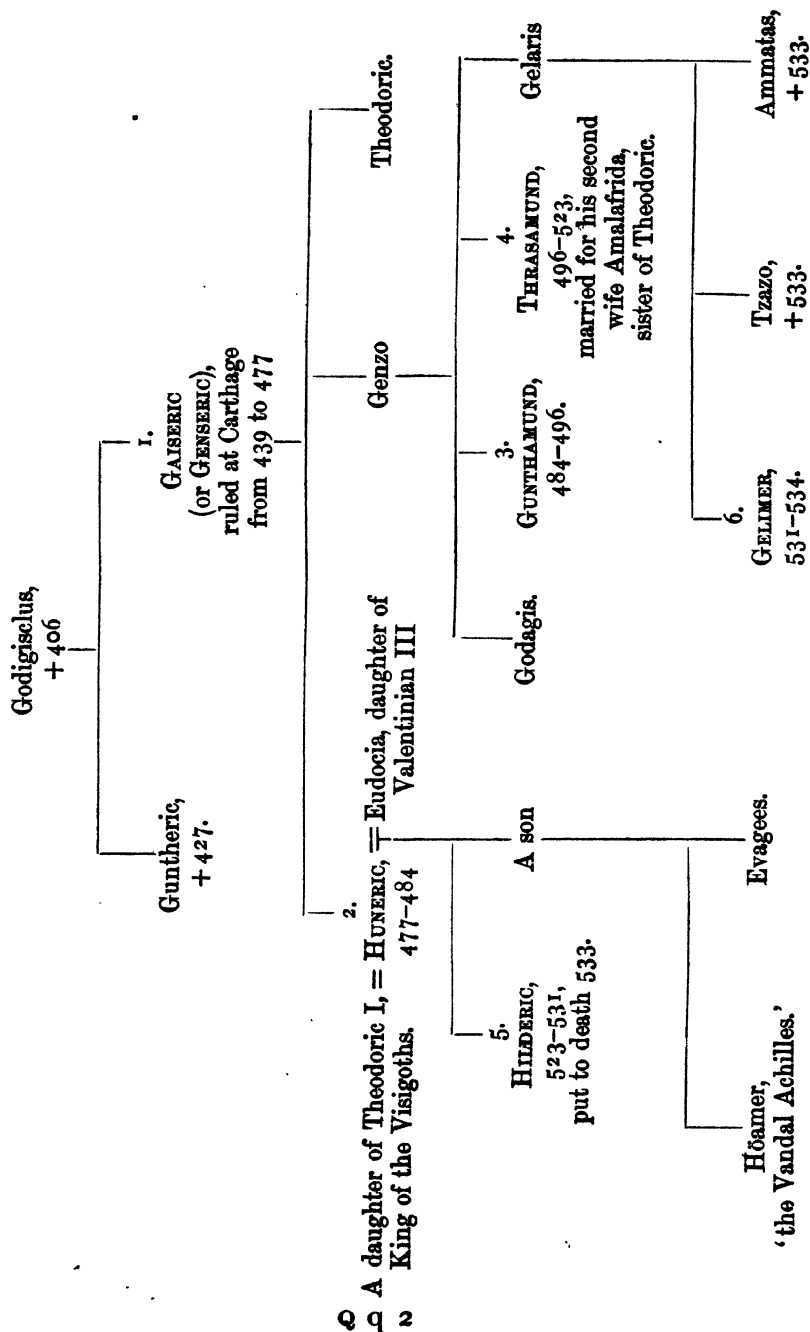 Godigisclus,
+ 406
Guntheric,
+ 427.
1.
GAISERIC
(or GENSERIC),
ruled at Carthage
from 439 to 477
2.
A daughter of Theodoric I, = HUNERIC, = Eudocia, daughter of
King of the Visigoths.
477–484
Valentinian III
Genzo
Theodoric.
5.
HILDERIC,
523–531,
put to death 533.
A son
Godagis.
3.
GUNTHAMUND,
484–496.
4.
THRASAMUND,
496–523,
married for his second
wife Amalafrida,
sister of Theodoric.
Gelaris
Höamer,
‘the Vandal Achilles.’
Evagees.
6.
GELIMER,
531–534.
Tzazo,
+ 533.
Ammatas,
+ 533.
Q q 2